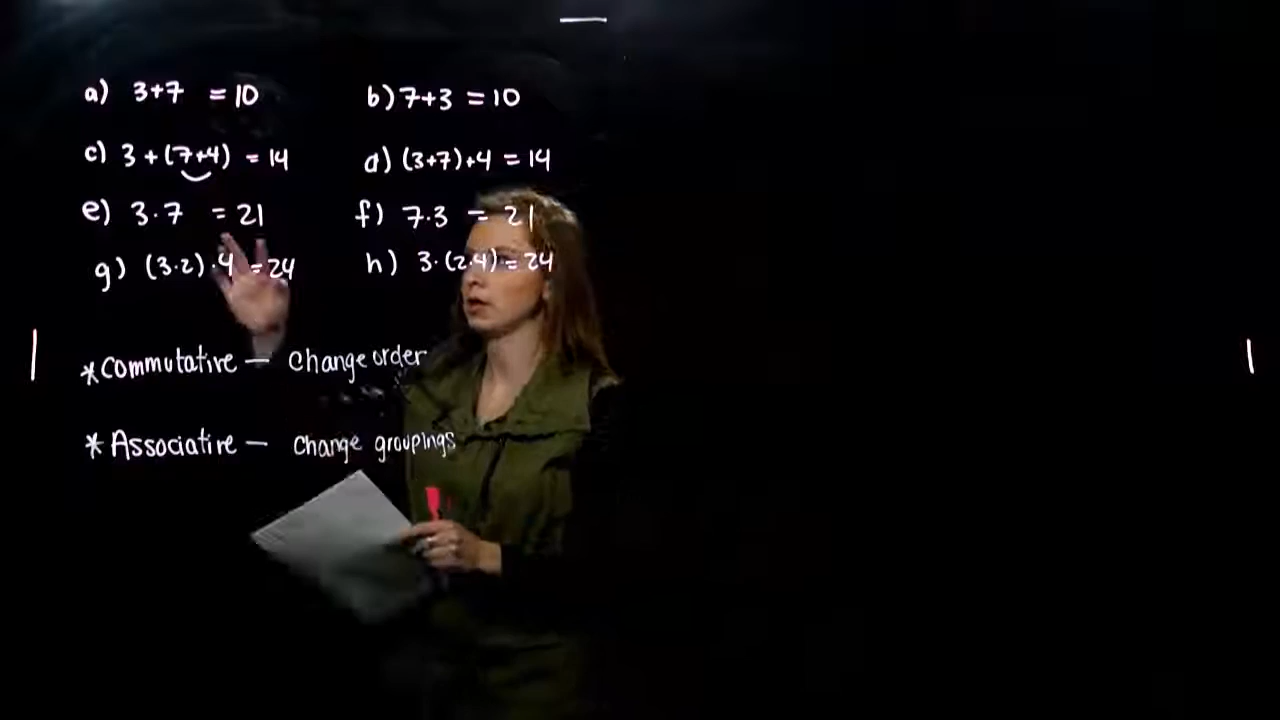 a) 3+7 = 10 b) 7+3 = 10
c) 3 + (7+4) = 14 d) (3+7)+4 = 14
e) 3·7 = 21 f) 7·3 = 21
g) (3·2)·4 = 24 h) 3·(2·4) = 24
*Commutative — Change order
*Associative — Change groupings